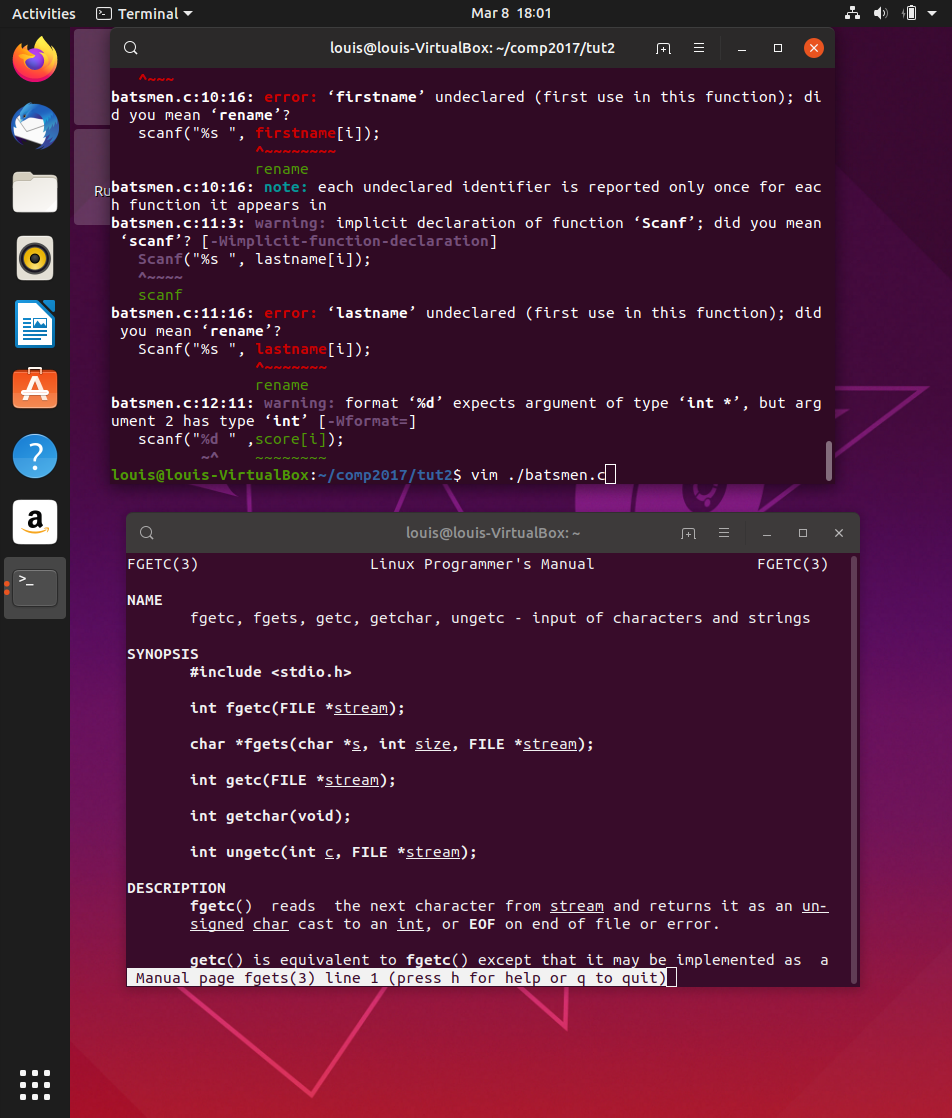 Activities Terminal Mar 8 18:01
louis@louis-VirtualBox: ~/comp2017/tut2
^~~~
batsmen.c:10:16: error: ‘firstname’ undeclared (first use in this function); di
d you mean ‘rename’?
scanf("%s ", firstname[i]);
^~~~~~~~~
rename
batsmen.c:10:16: note: each undeclared identifier is reported only once for eac
h function it appears in
batsmen.c:11:3: warning: implicit declaration of function ‘Scanf’; did you mean
‘scanf’? [-Wimplicit-function-declaration]
Scanf("%s ", lastname[i]);
^~~~~
scanf
batsmen.c:11:16: error: ‘lastname’ undeclared (first use in this function); did
you mean ‘rename’?
Scanf("%s ", lastname[i]);
^~~~~~~~
rename
batsmen.c:12:11: warning: format ‘%d’ expects argument of type ‘int *’, but arg
ument 2 has type ‘int’ [-Wformat=]
scanf("%d " ,score[i]);
~^ ~~~~~~~~
louis@louis-VirtualBox:~/comp2017/tut2$ vim ./batsmen.c
Ru
louis@louis-VirtualBox: ~
FGETC(3) Linux Programmer's Manual FGETC(3)
NAME
fgetc, fgets, getc, getchar, ungetc - input of characters and strings
SYNOPSIS
#include <stdio.h>
int fgetc(FILE *stream);
char *fgets(char *s, int size, FILE *stream);
int getc(FILE *stream);
int getchar(void);
int ungetc(int c, FILE *stream);
DESCRIPTION
fgetc() reads the next character from stream and returns it as an un-
signed char cast to an int, or EOF on end of file or error.
getc() is equivalent to fgetc() except that it may be implemented as a
Manual page fgets(3) line 1 (press h for help or q to quit)